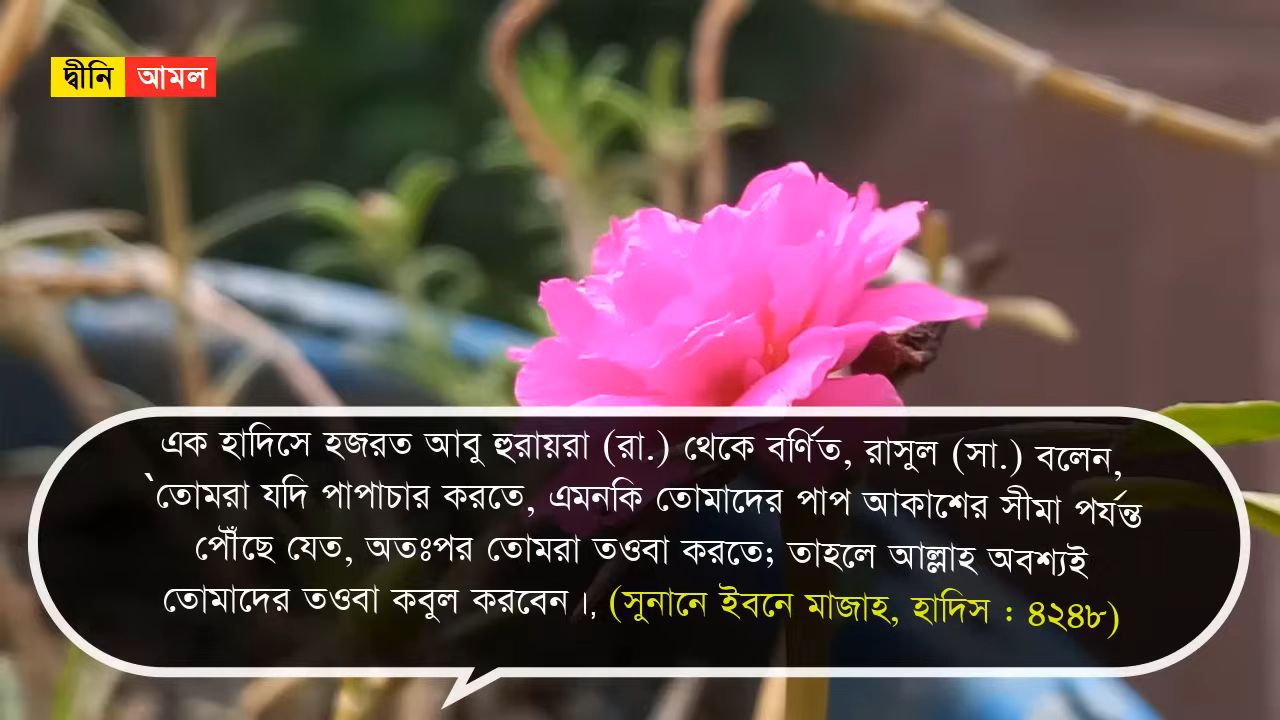 দ্বীনি আমল
এক হাদিসে হজরত আবু হুরায়রা (রা.) থেকে বর্ণিত, রাসুল (সা.) বলেন,
`তোমরা যদি পাপাচার করতে, এমনকি তোমাদের পাপ আকাশের সীমা পর্যন্ত
পৌঁছে যেত, অতঃপর তোমরা তওবা করতে; তাহলে আল্লাহ অবশ্যই
তোমাদের তওবা কবুল করবেন।, (সুনানে ইবনে মাজাহ, হাদিস : ৪২৪৮)